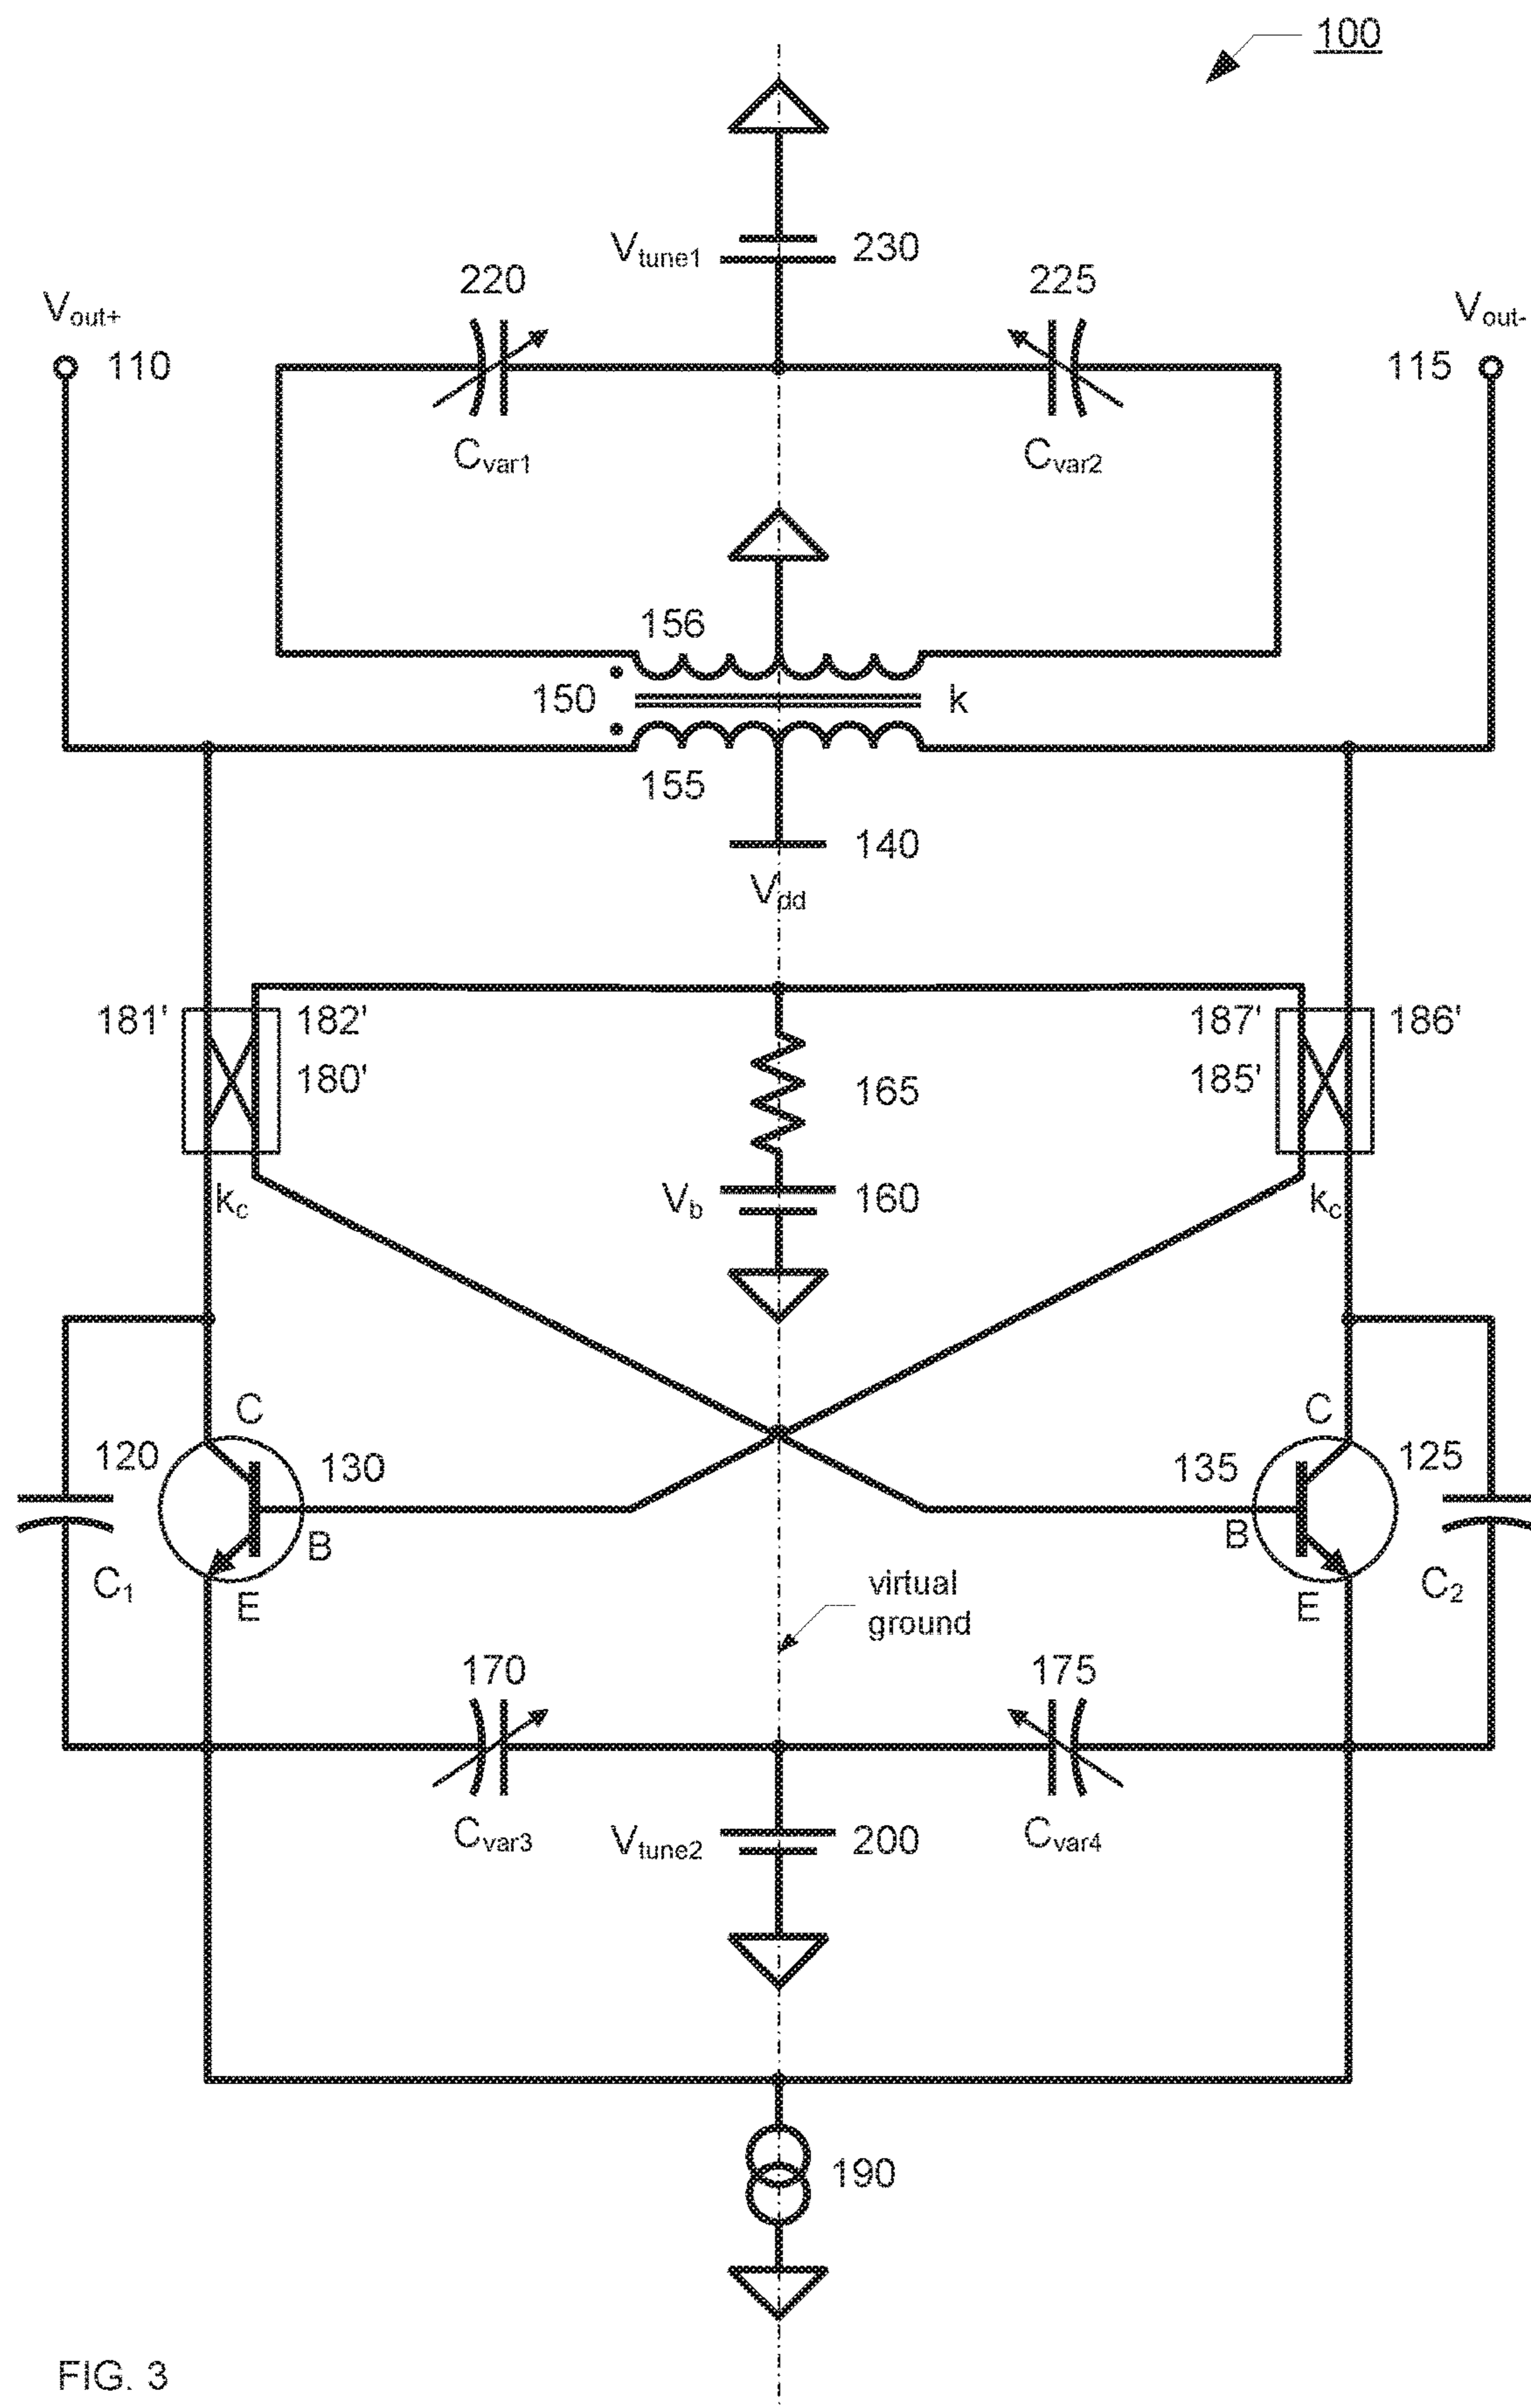 100
Vtune1
230
220
225
Vout+
Vout-
110
115
Cvar1
Cvar2
156
150
k
155
140
Vdd
181'
182'
187'
186'
180'
165
185'
kc
Vb
160
kc
C
C
120
130
135
125
B
B
C1
E
virtual
ground
E
C2
170
175
Cvar3
Vtune2
200
Cvar4
190
FIG. 3